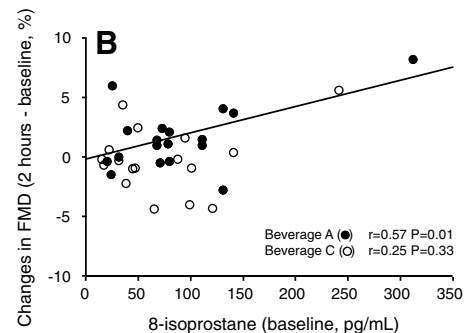 B
Changes in FMD (2 hours - baseline, %)
10
5
0
-5
-10
Beverage A (●) r=0.57 P=0.01
Beverage C (○) r=0.25 P=0.33
0 50 100 150 200 250 300 350
8-isoprostane (baseline, pg/mL)